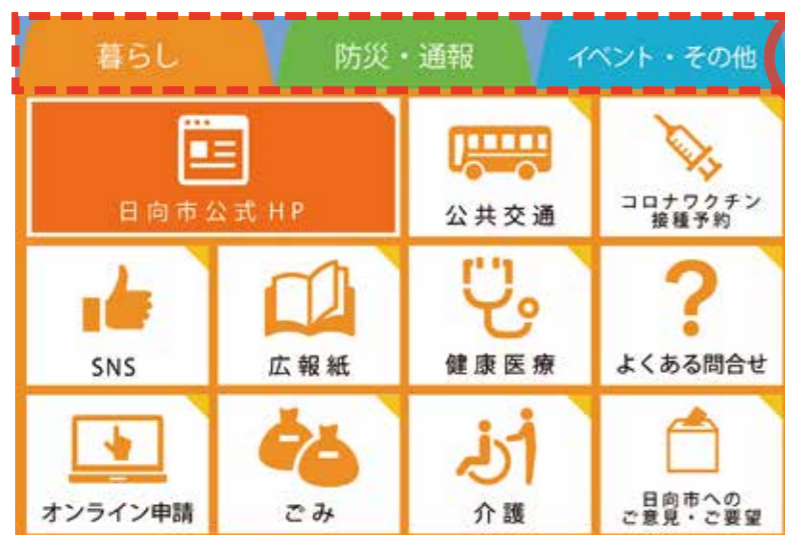 暮らし
防災・通報
イベント・その他
日向市公式HP
公共交通
コロナワクチン
接種予約
SNS
広報紙
健康医療
よくある問合せ
オンライン申請
ごみ
介護
日向市への
ご意見・ご要望